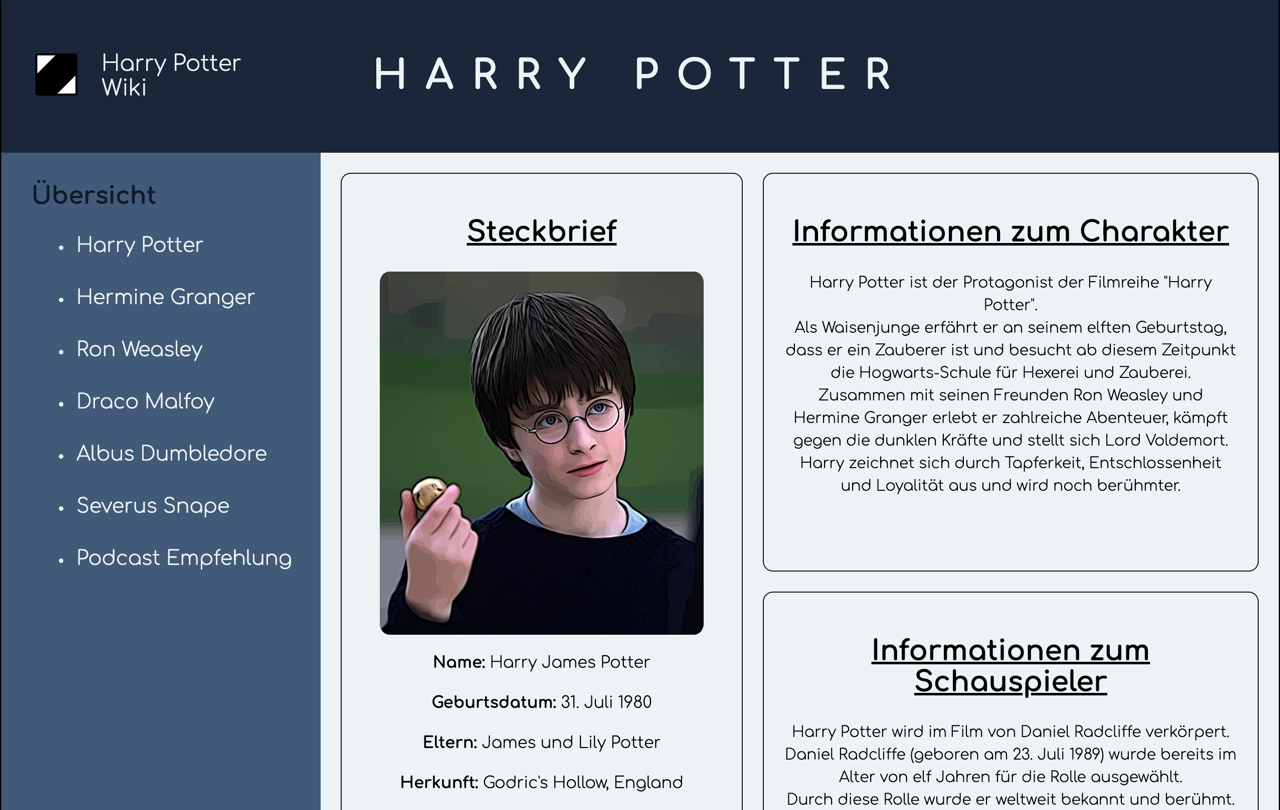 Harry Potter
Wiki
HARRY POTTER
Übersicht
Harry Potter
Hermine Granger
Ron Weasley
Draco Malfoy
Albus Dumbledore
Severus Snape
Podcast Empfehlung
Steckbrief
Name: Harry James Potter
Geburtsdatum: 31. Juli 1980
Eltern: James und Lily Potter
Herkunft: Godric's Hollow, England
Informationen zum Charakter
Harry Potter ist der Protagonist der Filmreihe "Harry
Potter".
Als Waisenjunge erfährt er an seinem elften Geburtstag,
dass er ein Zauberer ist und besucht ab diesem Zeitpunkt
die Hogwarts-Schule für Hexerei und Zauberei.
Zusammen mit seinen Freunden Ron Weasley und
Hermine Granger erlebt er zahlreiche Abenteuer, kämpft
gegen die dunklen Kräfte und stellt sich Lord Voldemort.
Harry zeichnet sich durch Tapferkeit, Entschlossenheit
und Loyalität aus und wird noch berühmter.
Informationen zum
Schauspieler
Harry Potter wird im Film von Daniel Radcliffe verkörpert.
Daniel Radcliffe (geboren am 23. Juli 1989) wurde bereits im
Alter von elf Jahren für die Rolle ausgewählt.
Durch diese Rolle wurde er weltweit bekannt und berühmt.